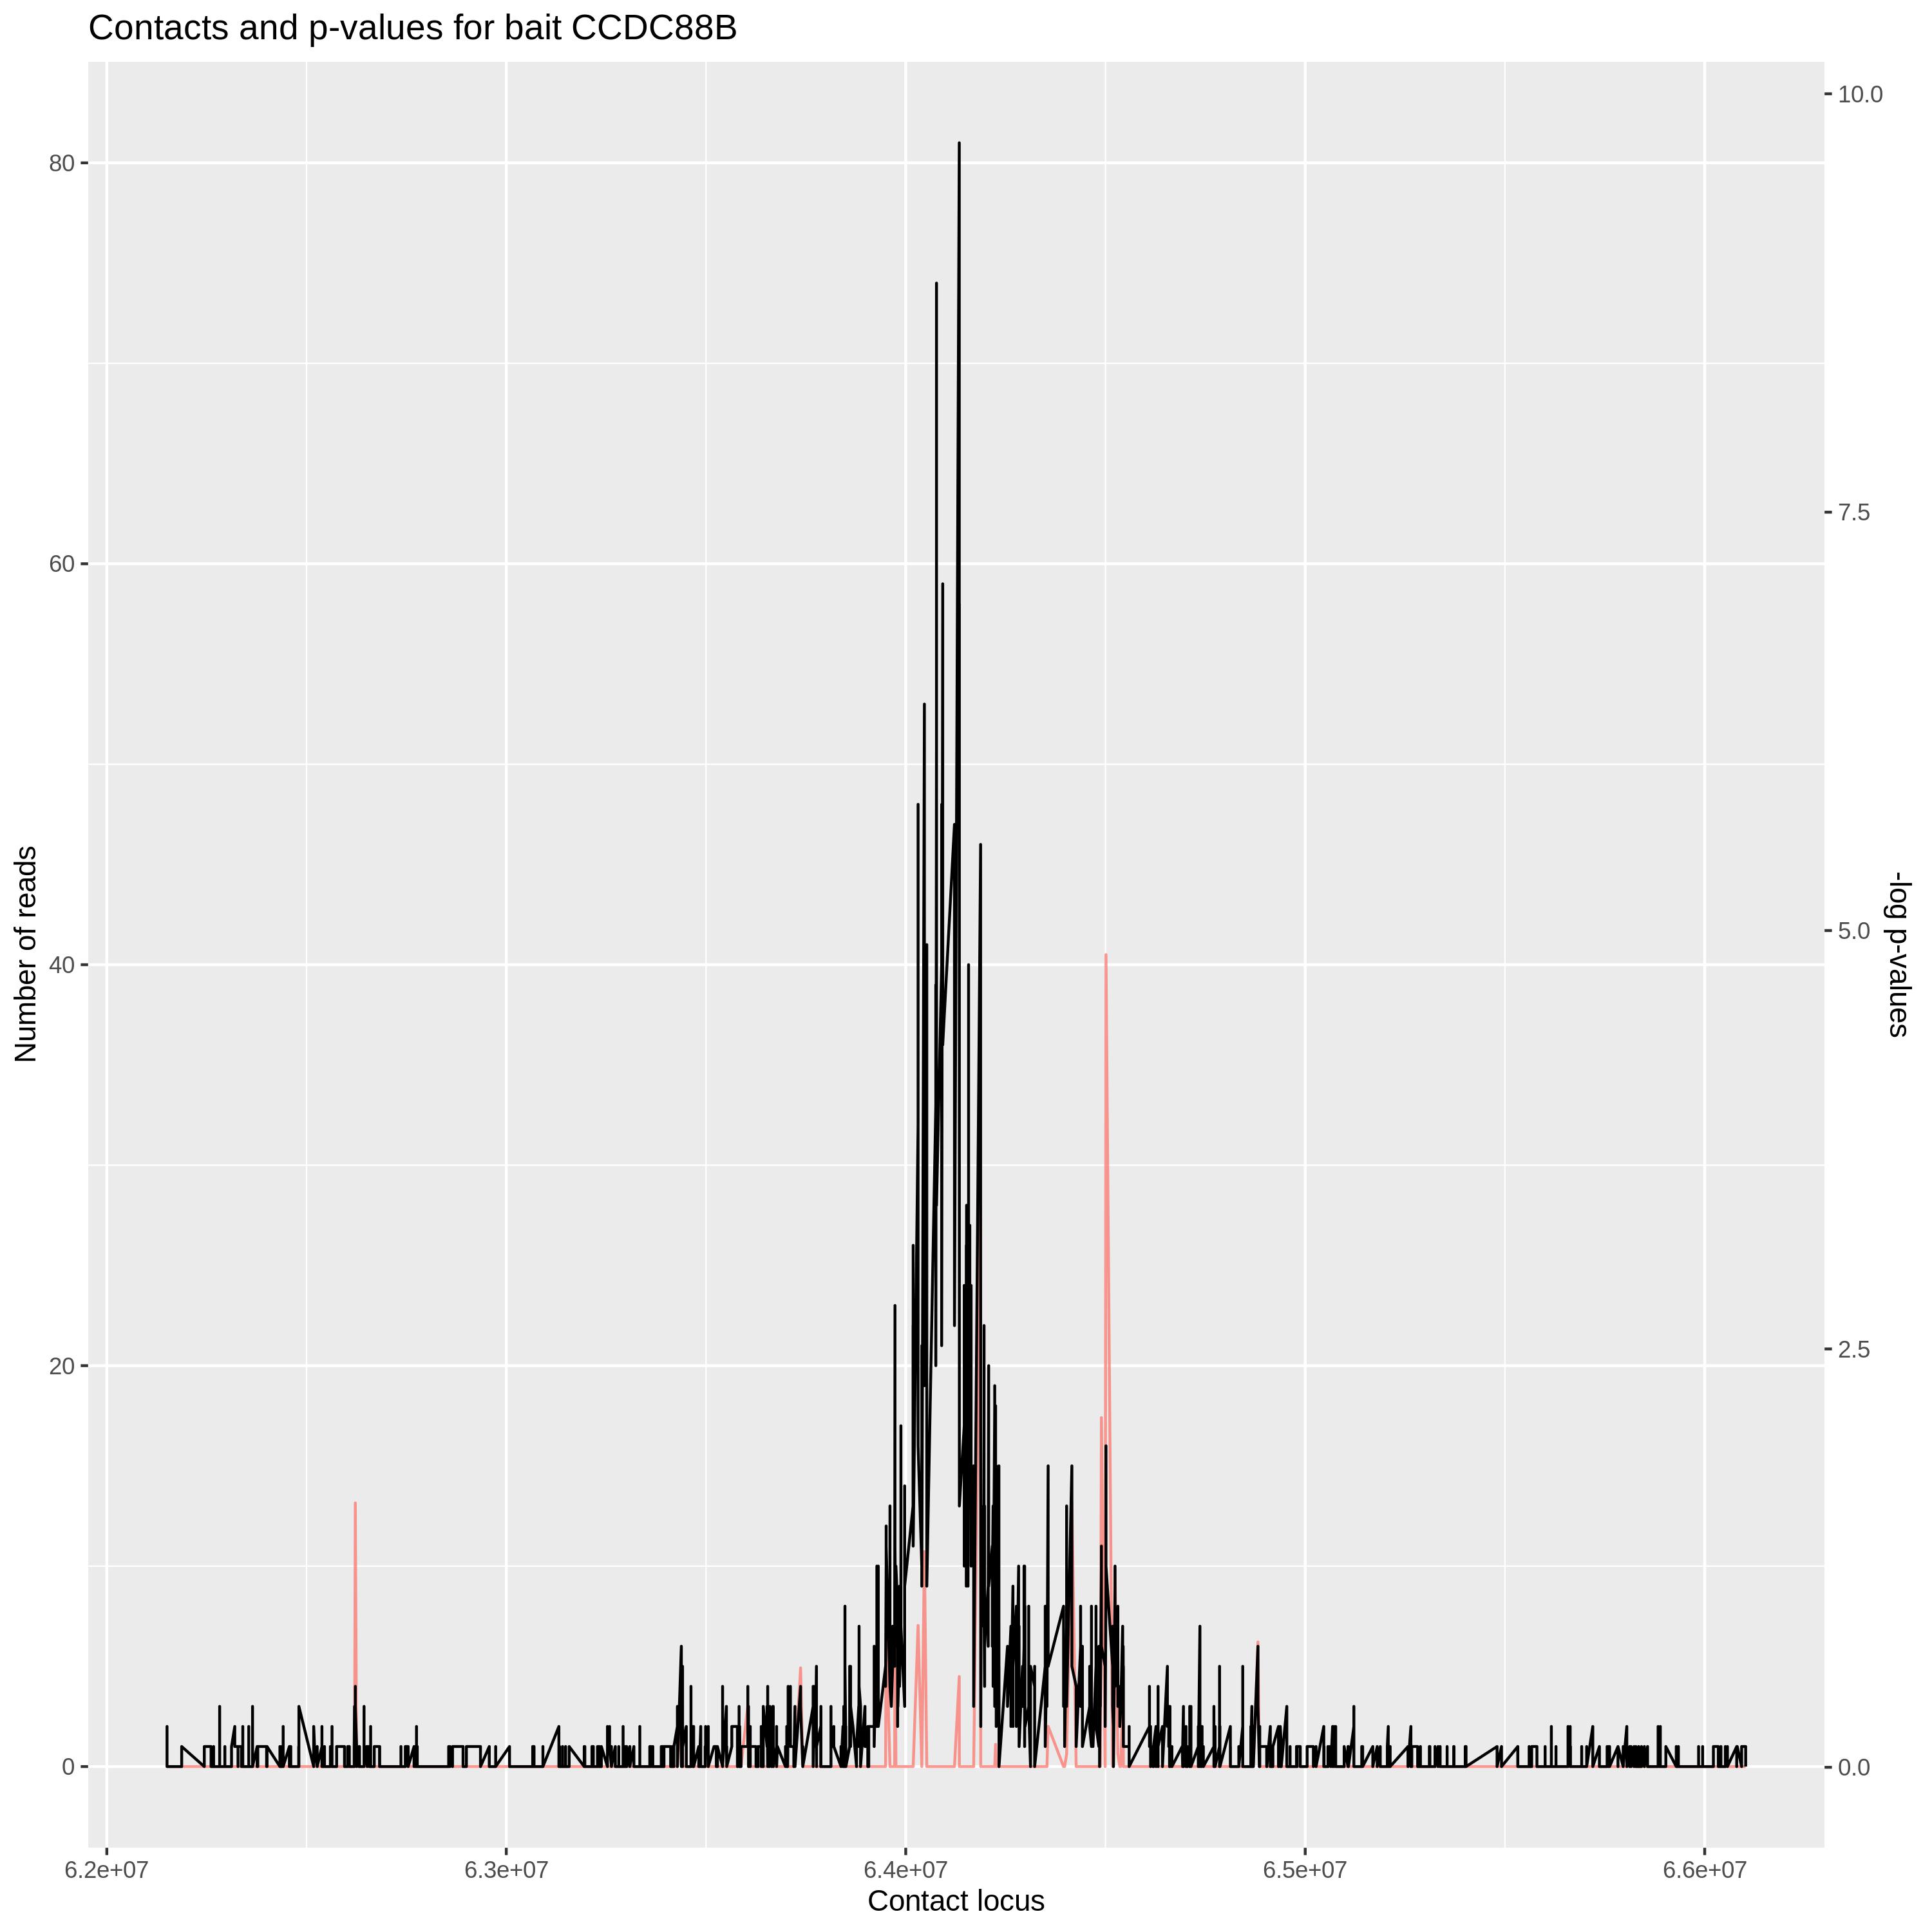 Contacts and p-values for bait CCDC88B
Number of reads
80
60
40
20
0
10.0
7.5
5.0
2.5
0.0
-log p-values
6.2e+07 6.3e+07 6.4e+07 6.5e+07 6.6e+07
Contact locus